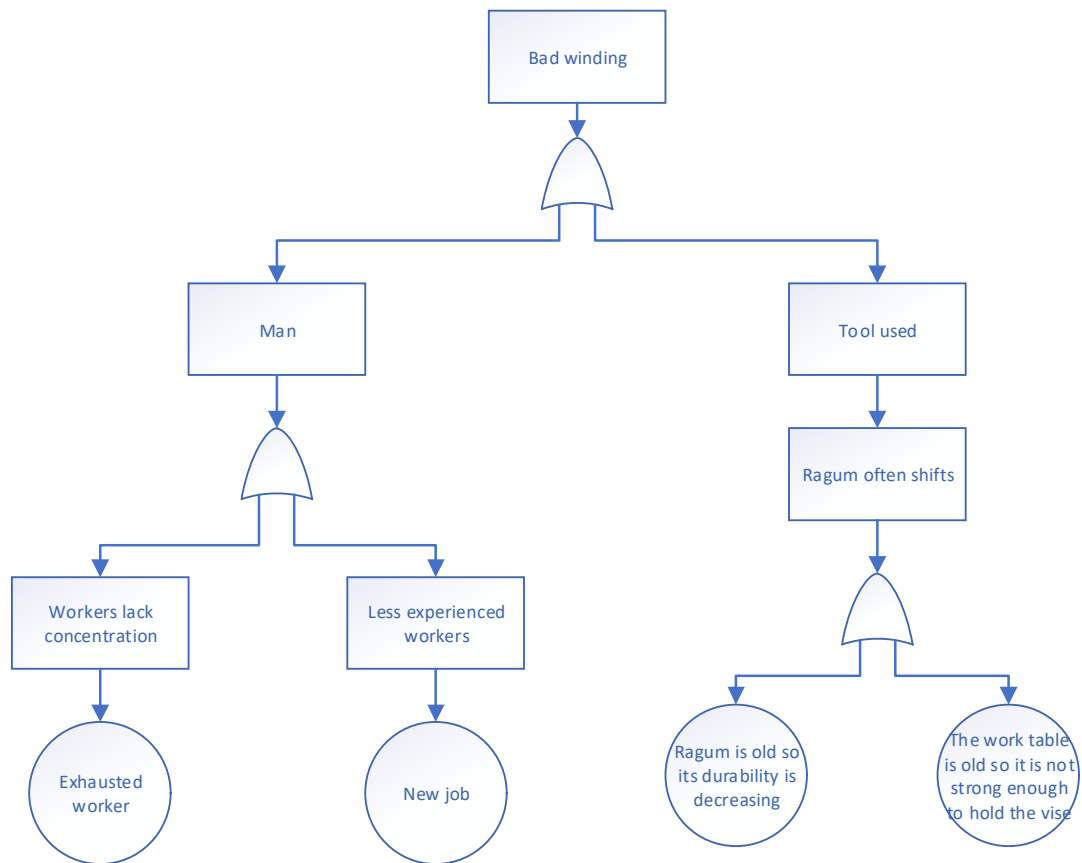 Bad winding
Man
Tool used
Ragum often shifts
Workers lack
concentration
Less experienced
workers
Exhausted
worker
New job
Ragum is old so
its durability is
decreasing
The work table
is old so it is not
strong enough
to hold the vise